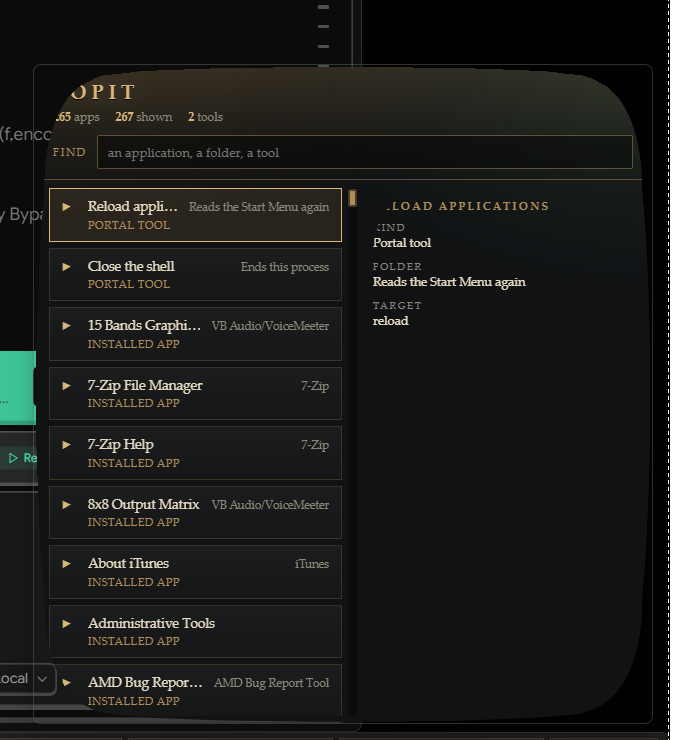 OPIT
65 apps 267 shown 2 tools
(f,enco
FIND an application, a folder, a tool
Reload appli... Reads the Start Menu again
PORTAL TOOL
LOAD APPLICATIONS
y Bypa
KIND
Portal tool
Close the shell Ends this process
PORTAL TOOL
FOLDER
Reads the Start Menu again
TARGET
reload
15 Bands Graphi... VB Audio/VoiceMeeter
INSTALLED APP
7-Zip File Manager 7-Zip
INSTALLED APP
...
7-Zip Help 7-Zip
INSTALLED APP
Re
8x8 Output Matrix VB Audio/VoiceMeeter
INSTALLED APP
About iTunes iTunes
INSTALLED APP
Administrative Tools
INSTALLED APP
ocal
AMD Bug Repor... AMD Bug Report Tool
INSTALLED APP